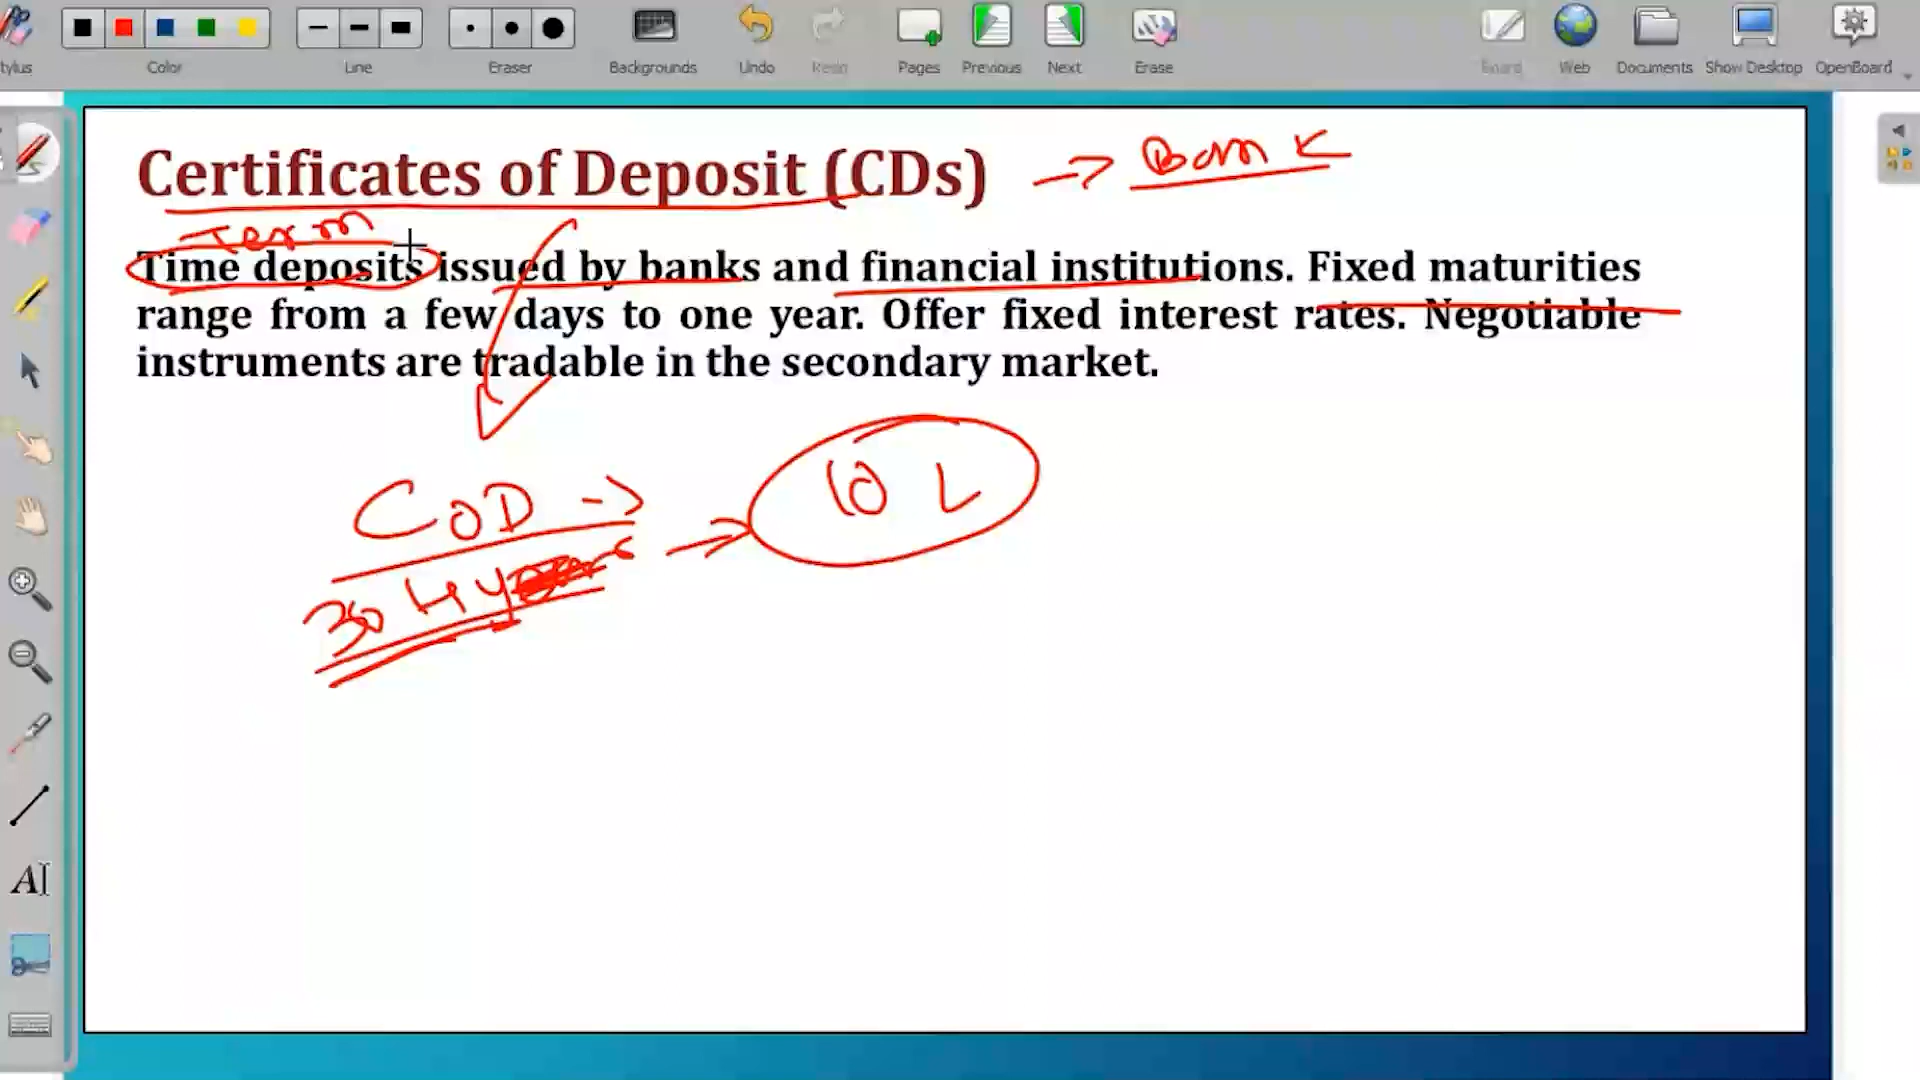 tylus
Color
Line
Eraser
Backgrounds
Undo
Redo
Pages
Previous
Next
Erase
Board
Web
Documents
Show Desktop
OpenBoard
Certificates of Deposit (CDs) → Bank
Term
Time deposits issued by banks and financial institutions. Fixed maturities
range from a few days to one year. Offer fixed interest rates. Negotiable
instruments are tradable in the secondary market.
COD →
→ 10 L
30